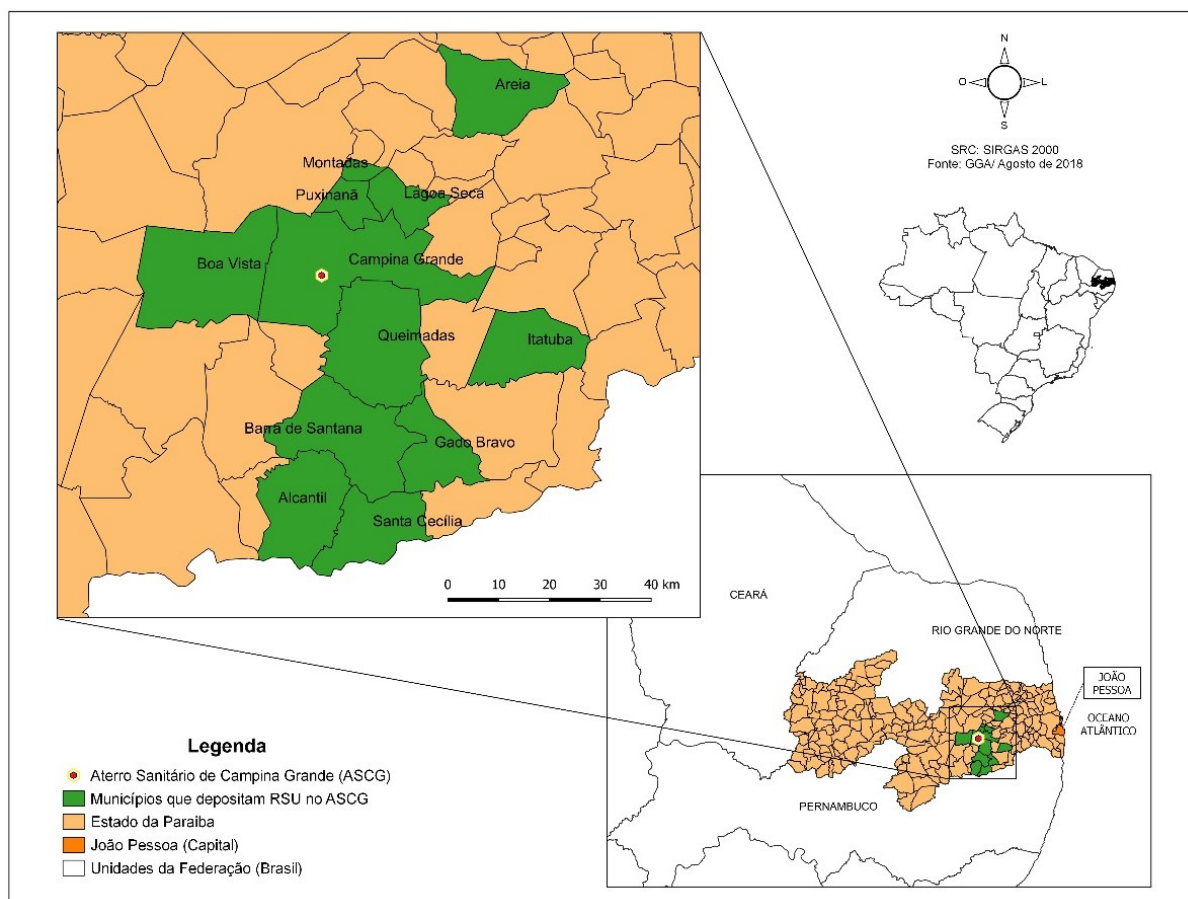 Areia
Montadas
Puxinanã
Lagoa Seca
Boa Vista
Campina Grande
Queimadas
Itatuba
Barra de Santana
Gado Bravo
Alcantil
Santa Cecília
0 10 20 30 40 km
N
O L
S
SRC: SIRGAS 2000
Fonte: GGA/ Agosto de 2018
CEARÁ
RIO GRANDE DO NORTE
JOÃO
PESSOA
OCEANO
ATLÂNTICO
PERNAMBUCO
Legenda
Aterro Sanitário de Campina Grande (ASCG)
Municípios que depositam RSU no ASCG
Estado da Paraiba
João Pessoa (Capital)
Unidades da Federação (Brasil)